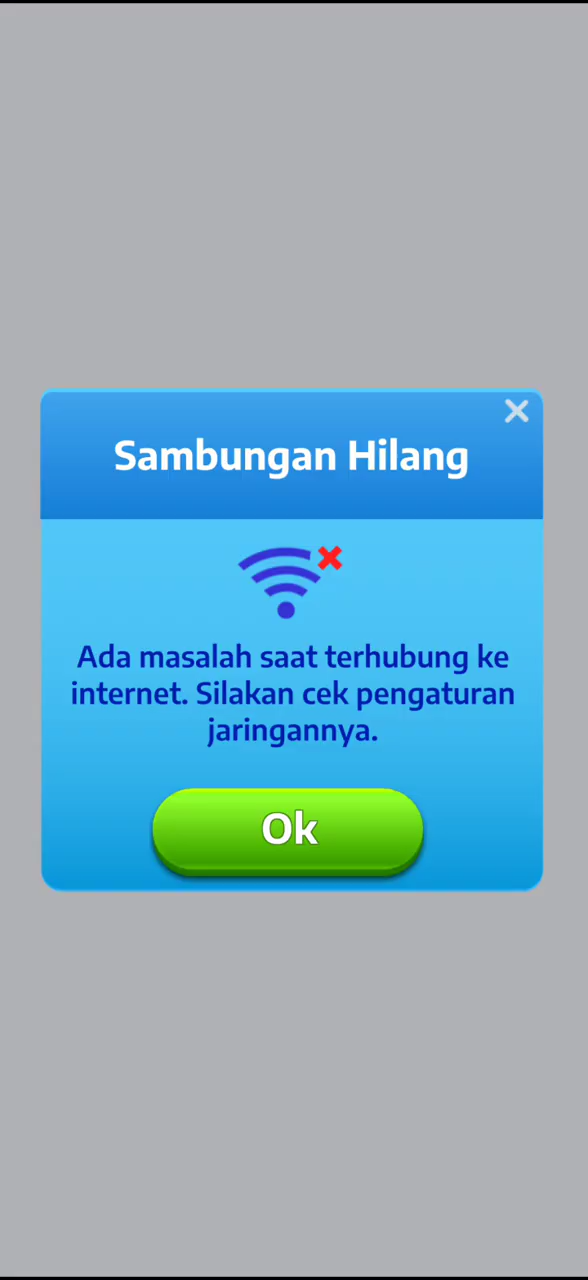 Sambungan Hilang
Ada masalah saat terhubung ke
internet. Silakan cek pengaturan
jaringannya.
Ok